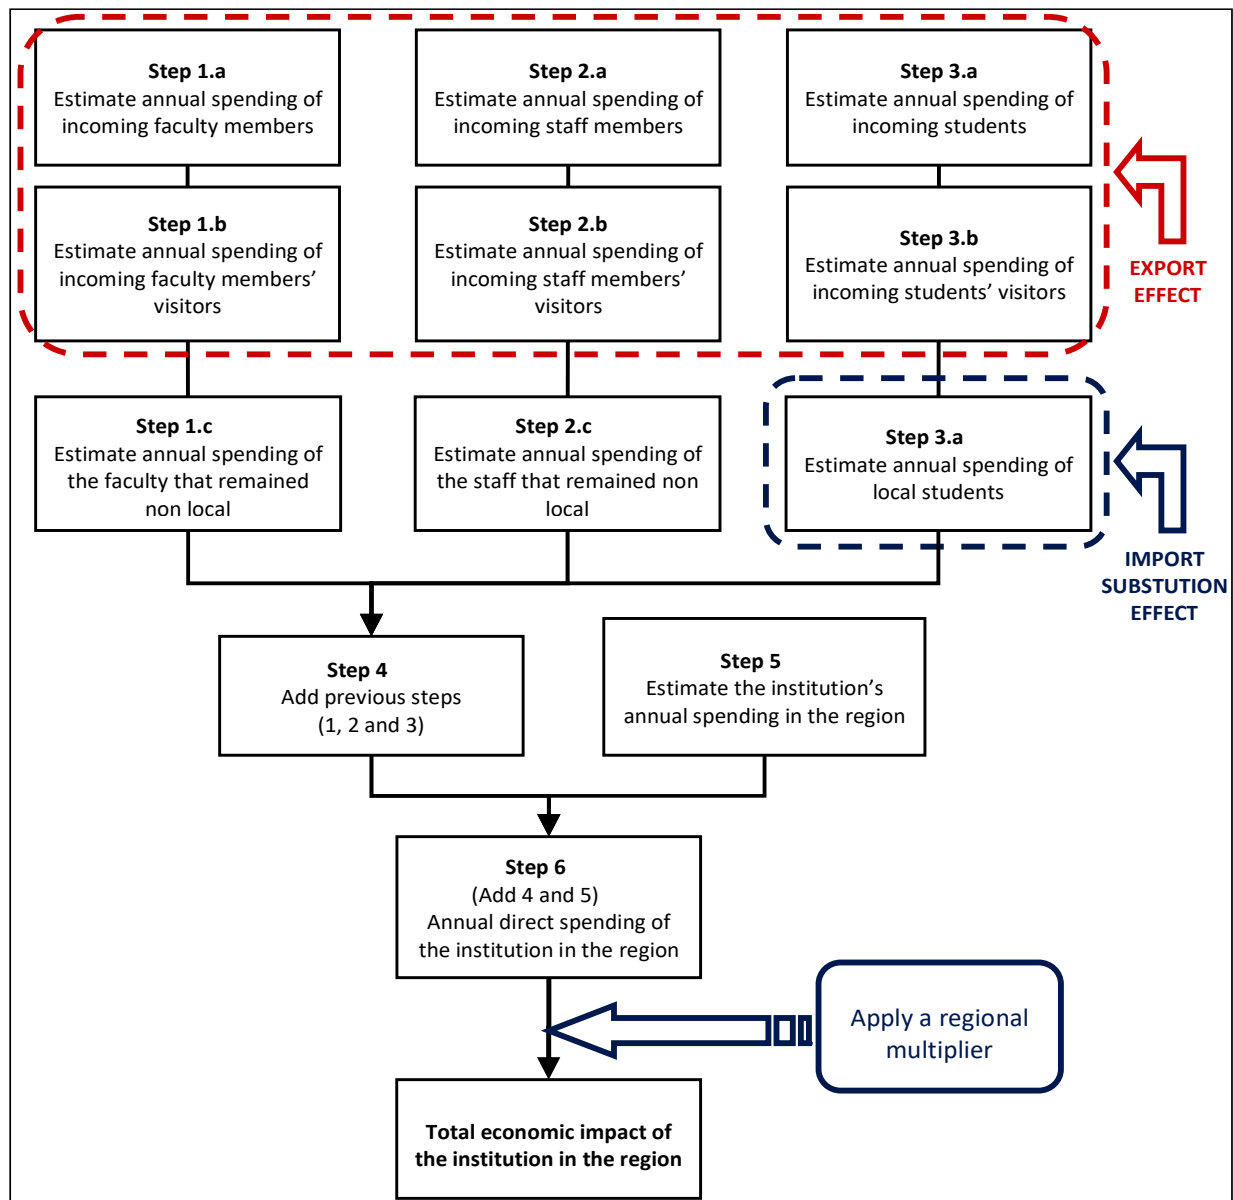 Step 1.a
Estimate annual spending of
incoming faculty members
Step 2.a
Estimate annual spending of
incoming staff members
Step 3.a
Estimate annual spending of
incoming students
Step 1.b
Estimate annual spending of
incoming faculty members’
visitors
Step 2.b
Estimate annual spending of
incoming staff members’
visitors
Step 3.b
Estimate annual spending of
incoming students’ visitors
EXPORT
EFFECT
Step 1.c
Estimate annual spending of
the faculty that remained
non local
Step 2.c
Estimate annual spending of
the staff that remained non
local
Step 3.a
Estimate annual spending of
local students
IMPORT
SUBSTUTION
EFFECT
Step 4
Add previous steps
(1, 2 and 3)
Step 5
Estimate the institution’s
annual spending in the region
Step 6
(Add 4 and 5)
Annual direct spending of
the institution in the region
Apply a regional
multiplier
Total economic impact of
the institution in the region